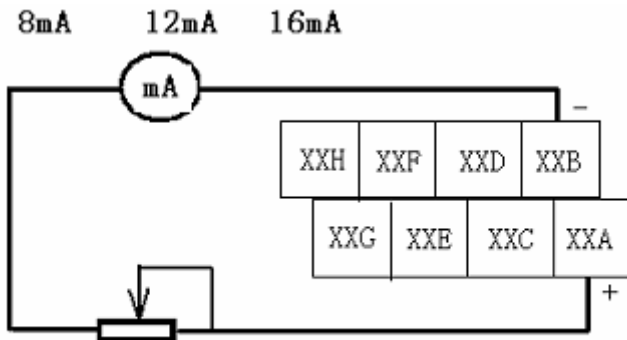 8mA 12mA 16mA
mA
-
XXH XXF XXD XXB
XXG XXE XXC XXA
+